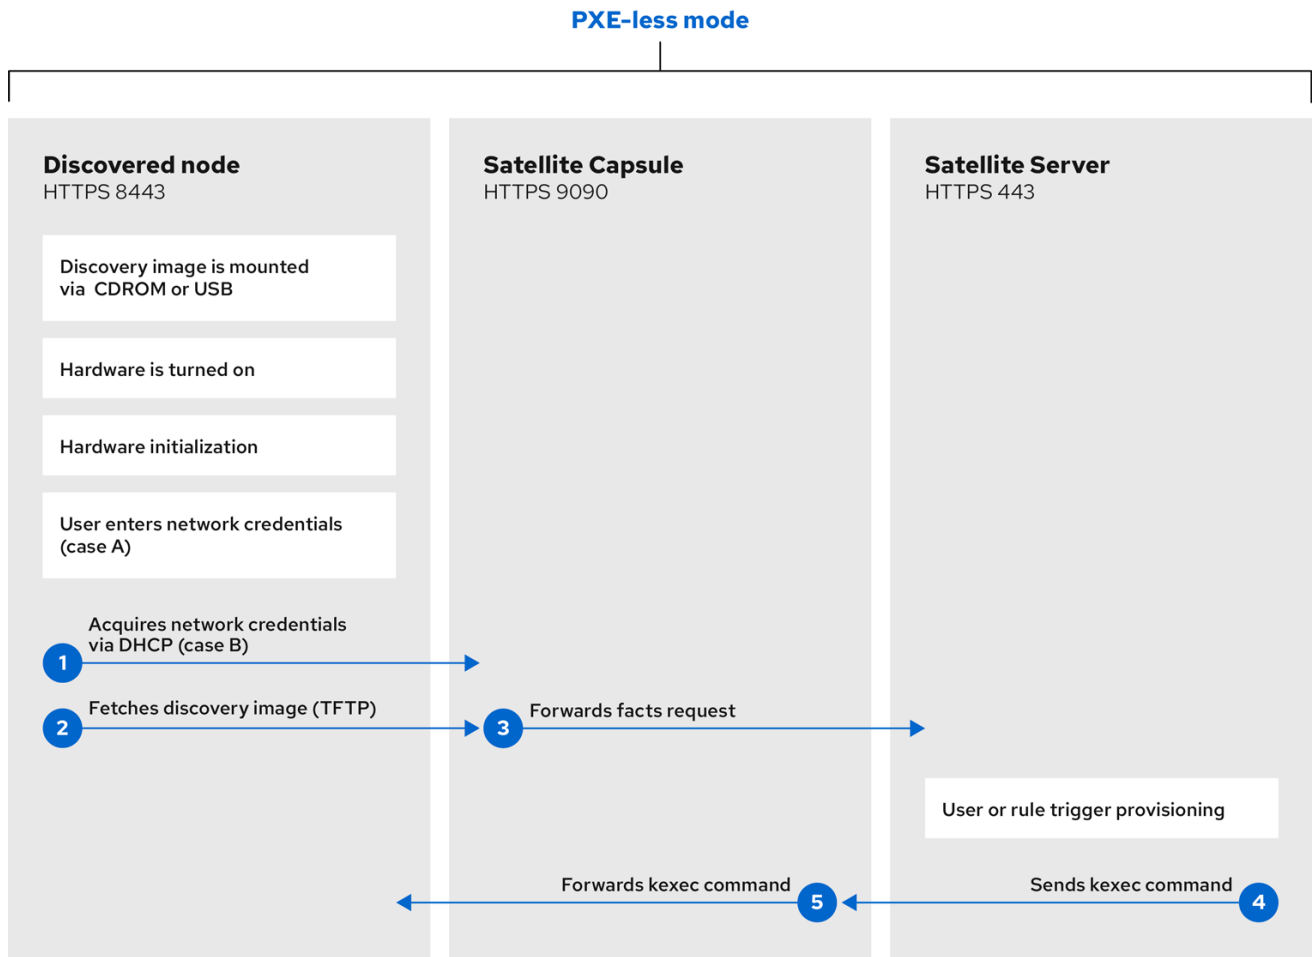 PXE-less mode
Discovered node
HTTPS 8443
Discovery image is mounted
via CDROM or USB
Hardware is turned on
Hardware initialization
User enters network credentials
(case A)
Acquires network credentials
via DHCP (case B)
1
Fetches discovery image (TFTP)
2
Satellite Capsule
HTTPS 9090
Forwards facts request
3
Forwards kexec command
5
Satellite Server
HTTPS 443
User or rule trigger provisioning
Sends kexec command
4